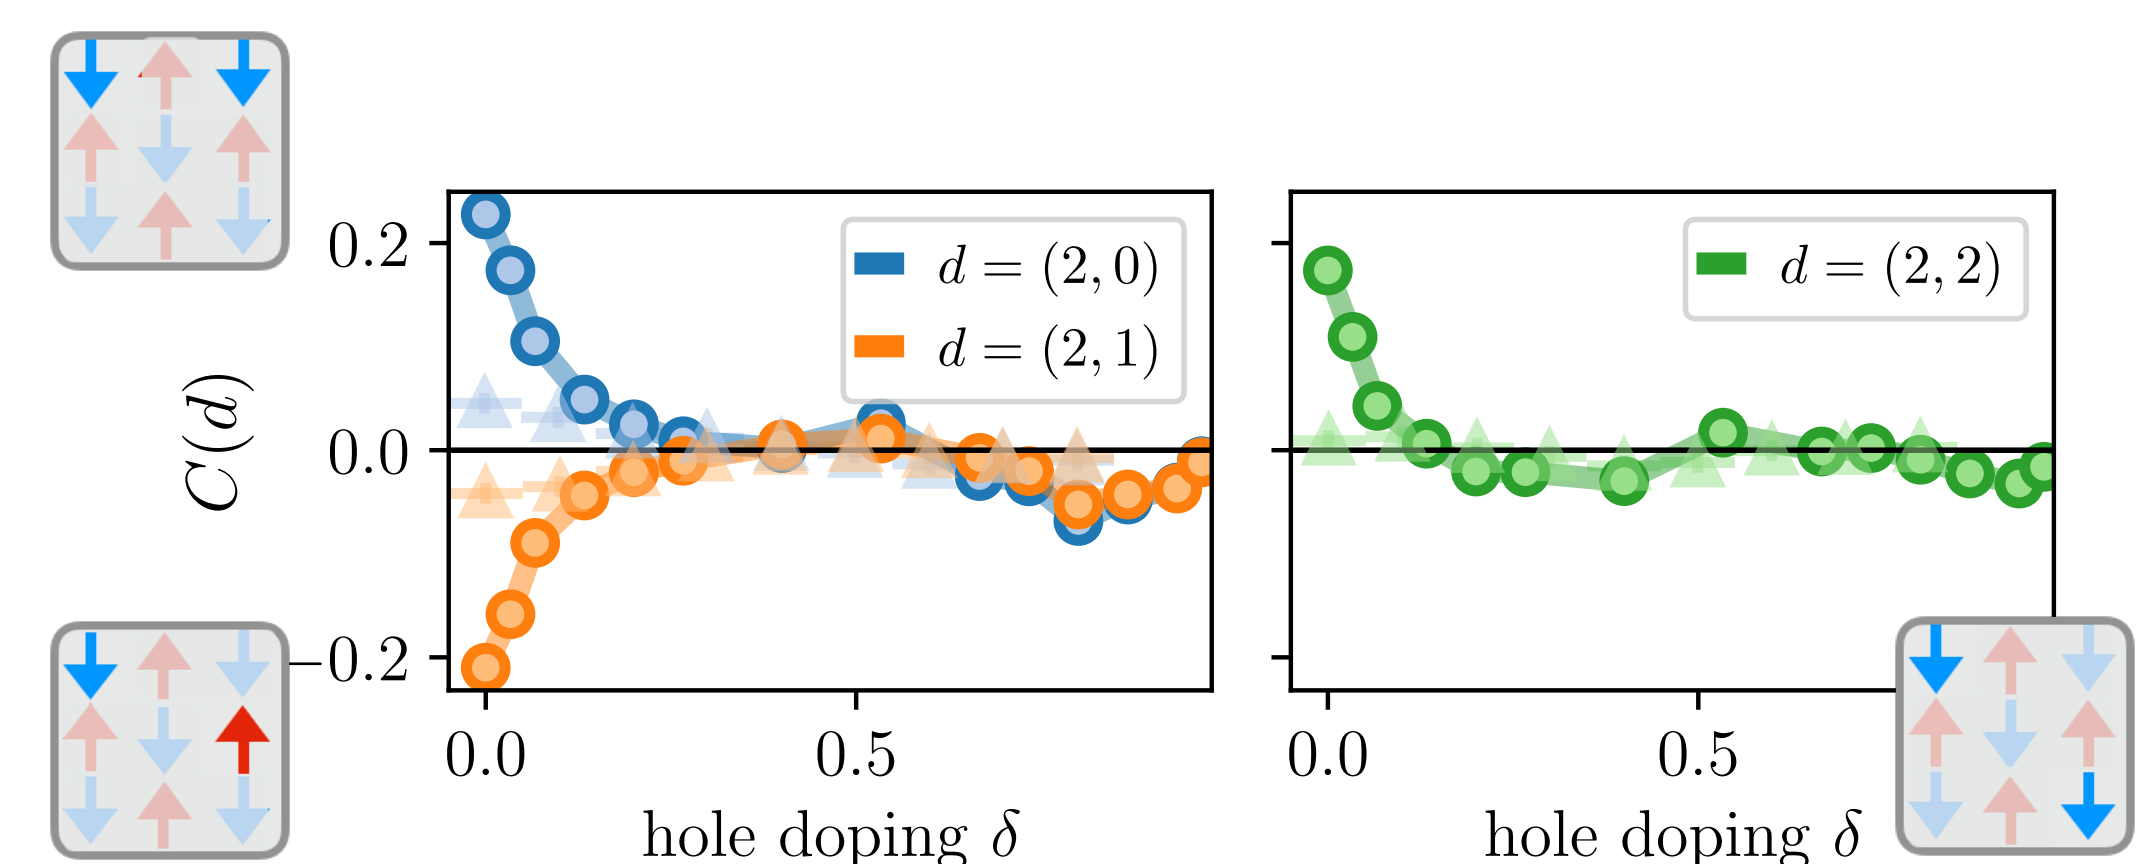 C(d)
0.2
0.0
−0.2
d = (2, 0)
d = (2, 1)
0.0
0.5
hole doping δ
d = (2, 2)
0.0
0.5
hole doping δ